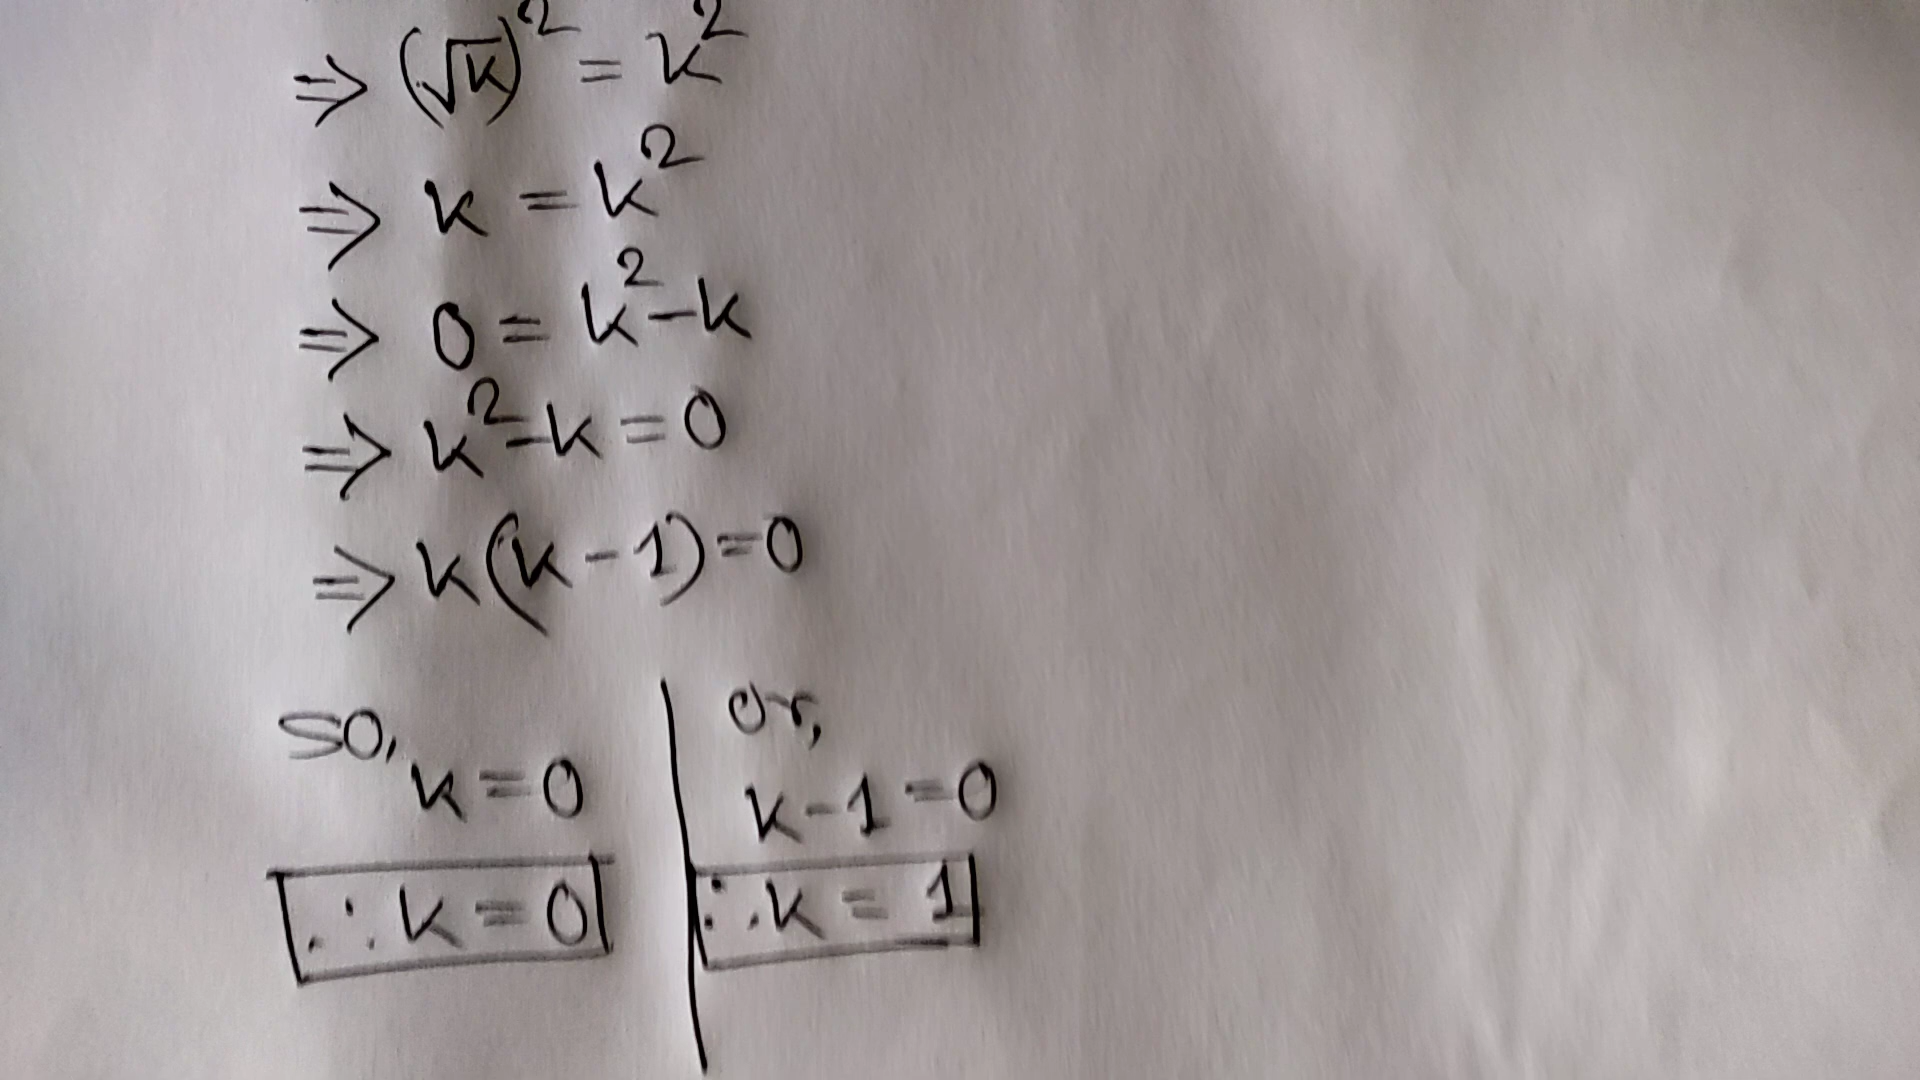 ⇒ (√k)² = k²
⇒ k = k²
⇒ 0 = k²-k
⇒ k²-k = 0
⇒ k(k-1)=0
so,
k=0
∴ k=0
or,
k-1=0
∴ k = 1